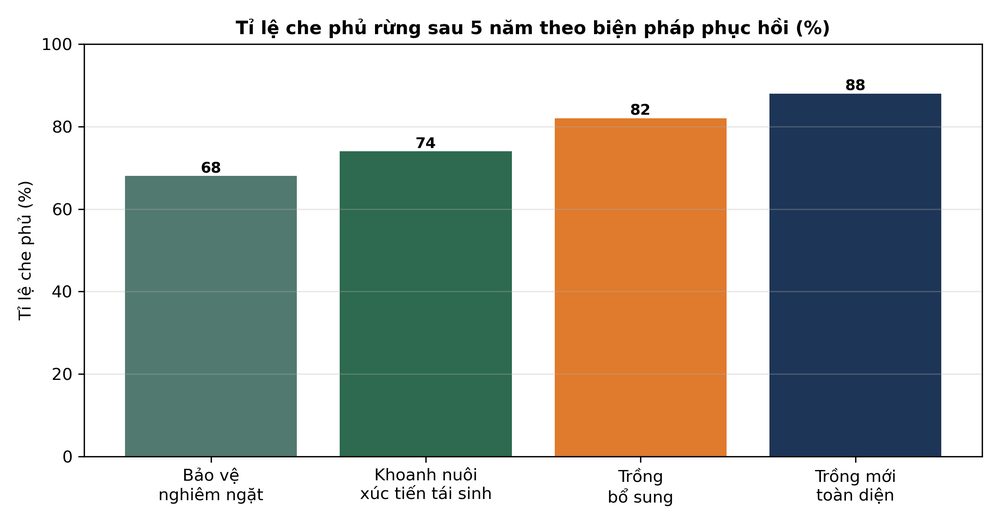 Tỉ lệ che phủ rừng sau 5 năm theo biện pháp phục hồi (%)
Tỉ lệ che phủ (%)
100
80
60
40
20
0
68
74
82
88
Bảo vệ
nghiêm ngặt
Khoanh nuôi
xúc tiến tái sinh
Trồng
bổ sung
Trồng mới
toàn diện